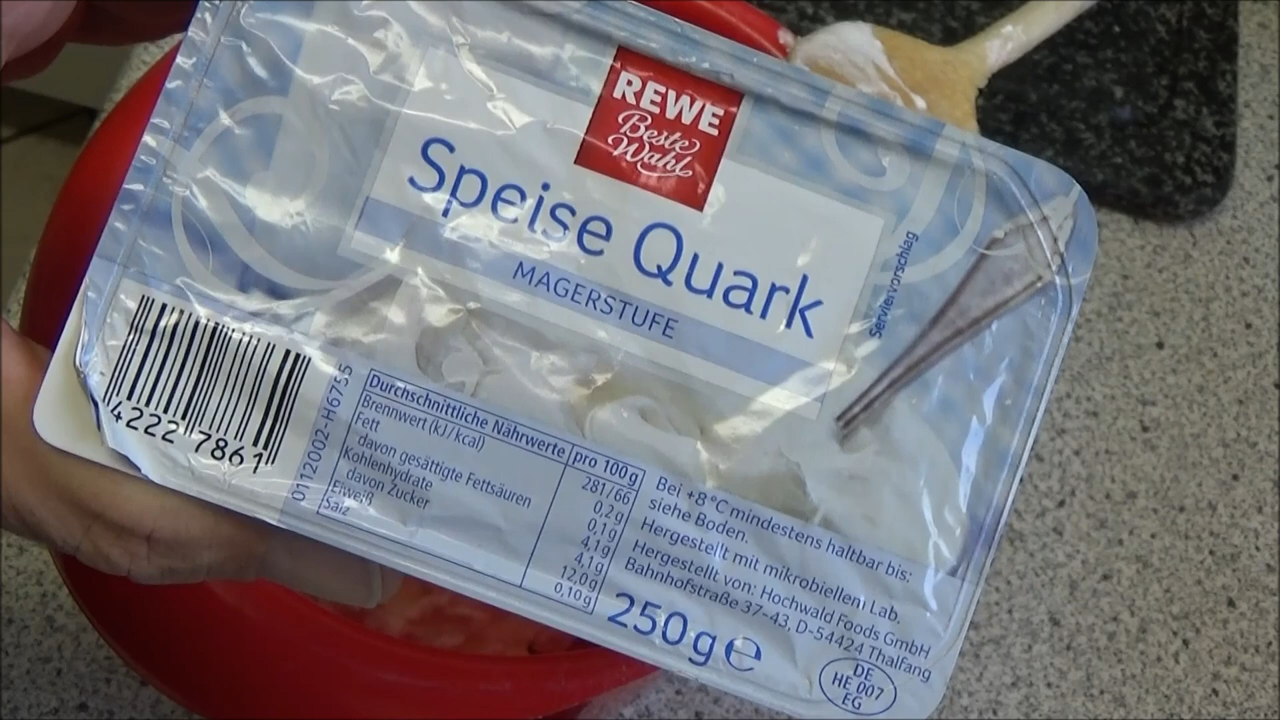 REWE
Beste
Wahl
Speise Quark
MAGERSTUFE
Serviervorschlag
4222 7861
0112002-H6755
Durchschnittliche Nährwerte pro 100g
Brennwert (kJ/kcal) 281/66
Fett 0,2g
davon gesättigte Fettsäuren 0,1g
Kohlenhydrate 4,1g
davon Zucker 4,1g
Eiweiß 12,0g
Salz 0,10g
Bei +8°C mindestens haltbar bis:
siehe Boden.
Hergestellt mit mikrobiellem Lab.
Hergestellt von: Hochwald Foods GmbH
Bahnhofstraße 37-43, D-54424 Thalfang
250g℮
DE
HE 007
EG